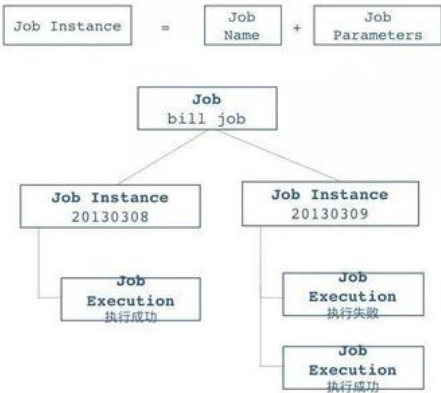 Job Instance = Job Name + Job Parameters
Job
bill job
Job Instance
20130308
Job Instance
20130309
Job
Execution
执行成功
Job
Execution
执行失败
Job
Execution
执行成功